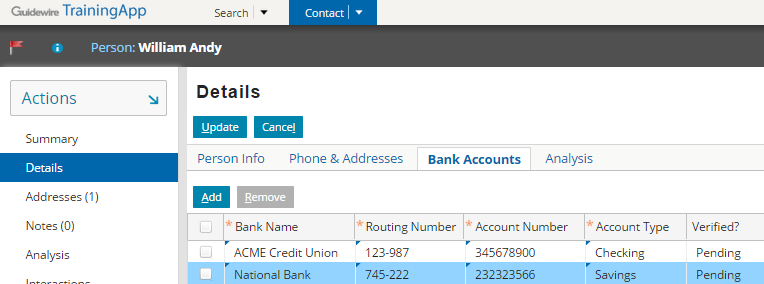 Guidewire TrainingApp Search Contact
Person: William Andy
Actions
Summary
Details
Addresses (1)
Notes (0)
Analysis
Details
Update Cancel
Person Info Phone & Addresses Bank Accounts Analysis
Add Remove
* Bank Name * Routing Number * Account Number * Account Type Verified?
ACME Credit Union 123-987 345678900 Checking Pending
National Bank 745-222 232323566 Savings Pending